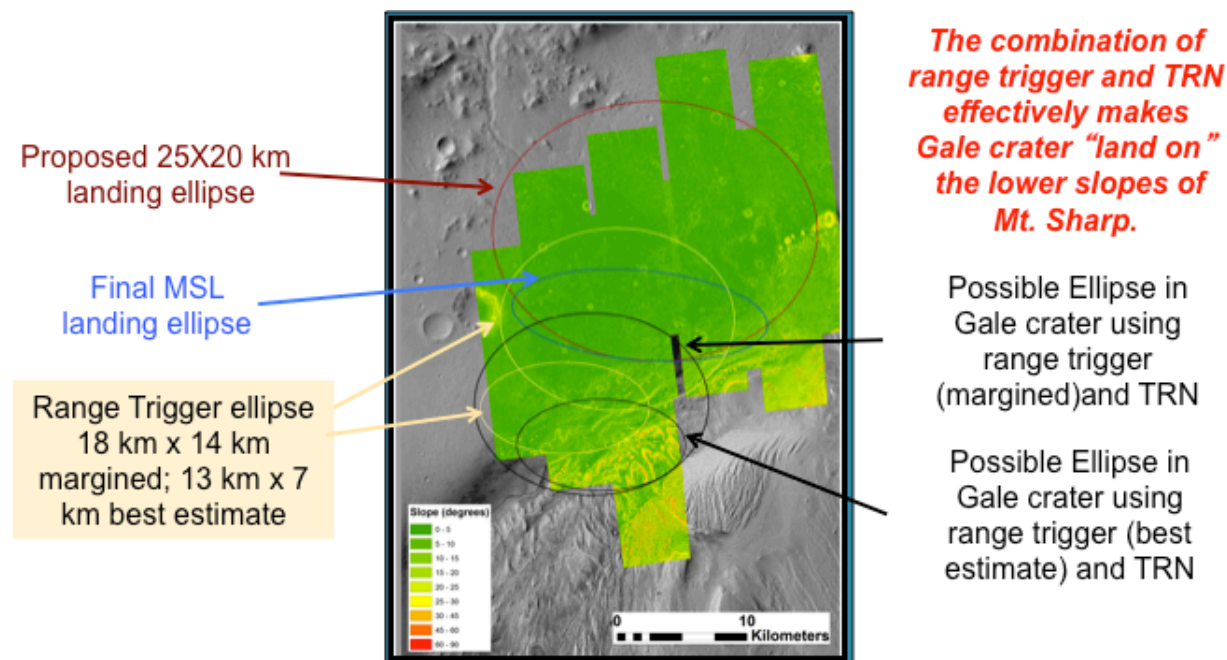 Proposed 25X20 km
landing ellipse
Final MSL
landing ellipse
Range Trigger ellipse
18 km x 14 km
margined; 13 km x 7
km best estimate
Slope (degrees)
0 - 5
5 - 10
10 - 15
15 - 20
20 - 25
25 - 30
30 - 45
45 - 60
60 - 90
0
10
Kilometers
The combination of
range trigger and TRN
effectively makes
Gale crater “land on”
the lower slopes of
Mt. Sharp.
Possible Ellipse in
Gale crater using
range trigger
(margined)and TRN
Possible Ellipse in
Gale crater using
range trigger (best
estimate) and TRN